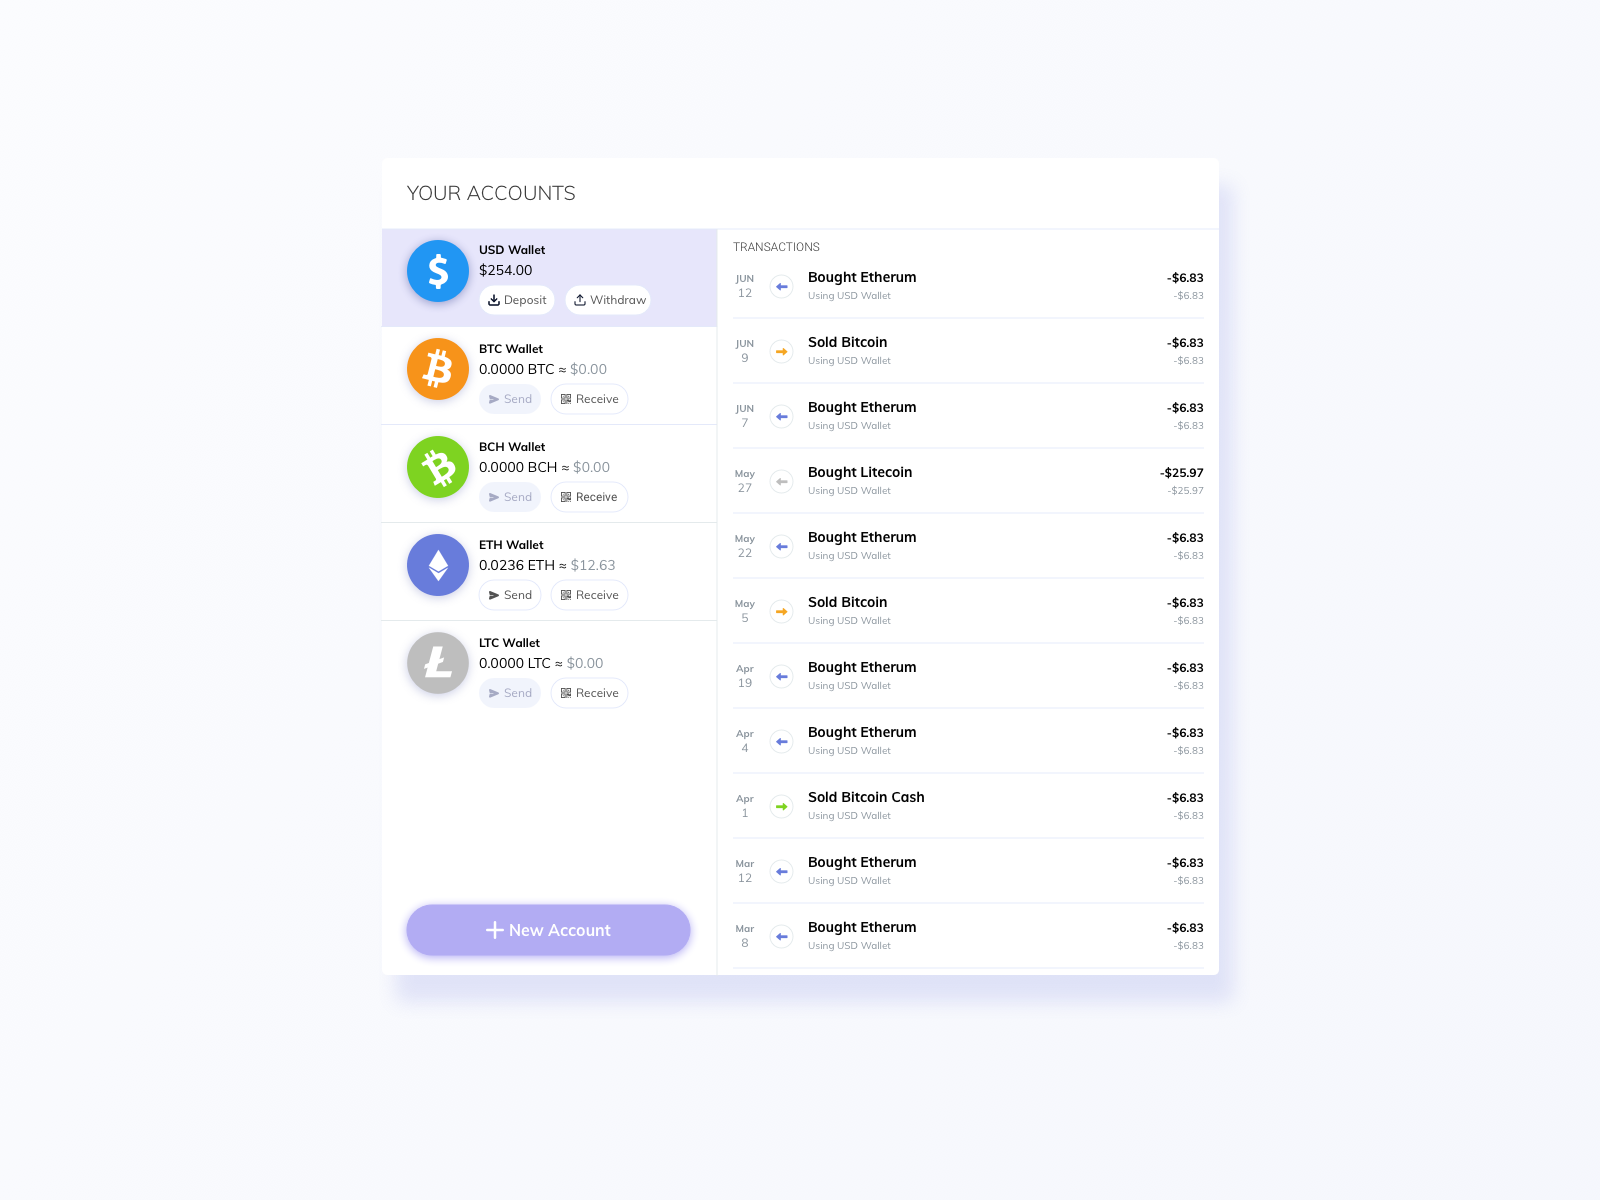 YOUR ACCOUNTS
USD Wallet
$254.00
Deposit Withdraw
BTC Wallet
0.0000 BTC ≈ $0.00
Send Receive
BCH Wallet
0.0000 BCH ≈ $0.00
Send Receive
ETH Wallet
0.0236 ETH ≈ $12.63
Send Receive
LTC Wallet
0.0000 LTC ≈ $0.00
Send Receive
New Account
TRANSACTIONS
JUN 12 Bought Etherum -$6.83
Using USD Wallet -$6.83
JUN 9 Sold Bitcoin -$6.83
Using USD Wallet -$6.83
JUN 7 Bought Etherum -$6.83
Using USD Wallet -$6.83
May 27 Bought Litecoin -$25.97
Using USD Wallet -$25.97
May 22 Bought Etherum -$6.83
Using USD Wallet -$6.83
May 5 Sold Bitcoin -$6.83
Using USD Wallet -$6.83
Apr 19 Bought Etherum -$6.83
Using USD Wallet -$6.83
Apr 4 Bought Etherum -$6.83
Using USD Wallet -$6.83
Apr 1 Sold Bitcoin Cash -$6.83
Using USD Wallet -$6.83
Mar 12 Bought Etherum -$6.83
Using USD Wallet -$6.83
Mar 8 Bought Etherum -$6.83
Using USD Wallet -$6.83